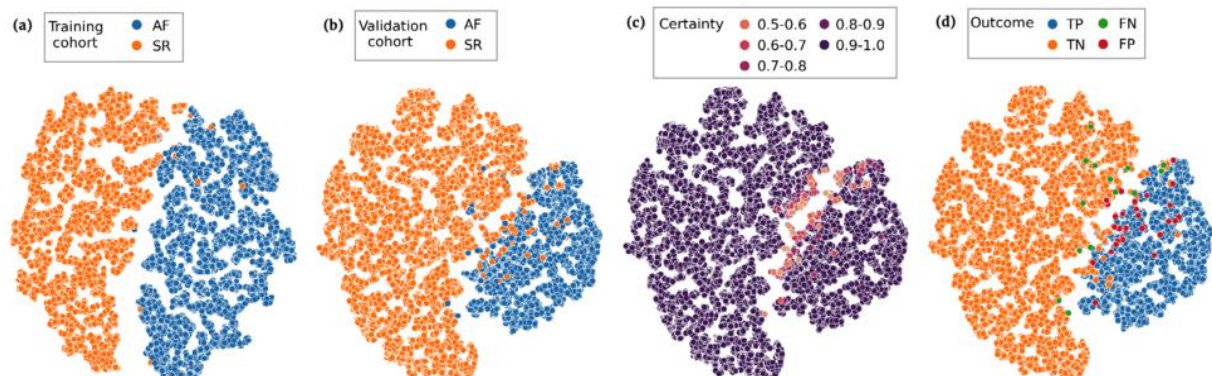 (a) Training cohort AF SR
(b) Validation cohort AF SR
(c) Certainty 0.5-0.6 0.6-0.7 0.7-0.8 0.8-0.9 0.9-1.0
(d) Outcome TP TN FN FP